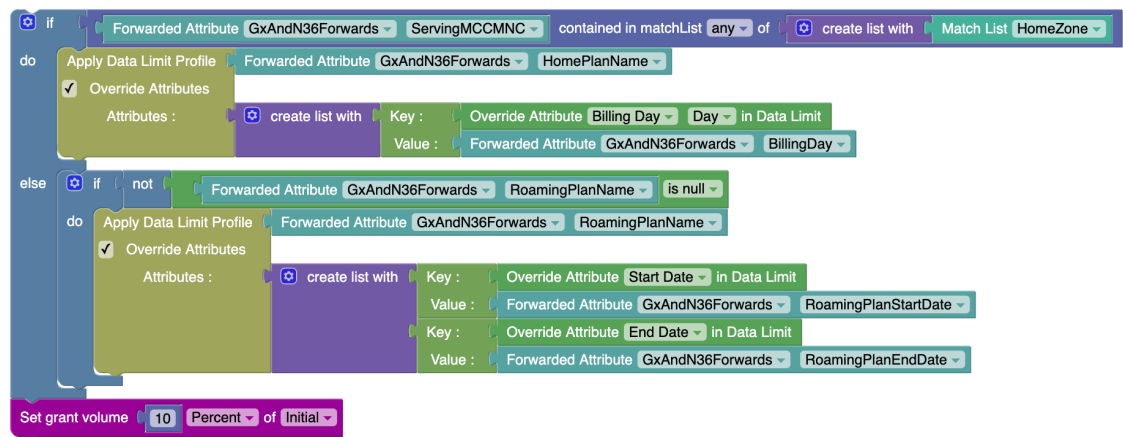 if Forwarded Attribute GxAndN36Forwards ServingMCCMNC contained in matchList any of create list with Match List HomeZone
do Apply Data Limit Profile Forwarded Attribute GxAndN36Forwards HomePlanName
✓ Override Attributes
Attributes : create list with Key : Override Attribute Billing Day Day in Data Limit
Value : Forwarded Attribute GxAndN36Forwards BillingDay
else if not Forwarded Attribute GxAndN36Forwards RoamingPlanName is null
do Apply Data Limit Profile Forwarded Attribute GxAndN36Forwards RoamingPlanName
✓ Override Attributes
Attributes : create list with Key : Override Attribute Start Date in Data Limit
Value : Forwarded Attribute GxAndN36Forwards RoamingPlanStartDate
Key : Override Attribute End Date in Data Limit
Value : Forwarded Attribute GxAndN36Forwards RoamingPlanEndDate
Set grant volume 10 Percent of Initial